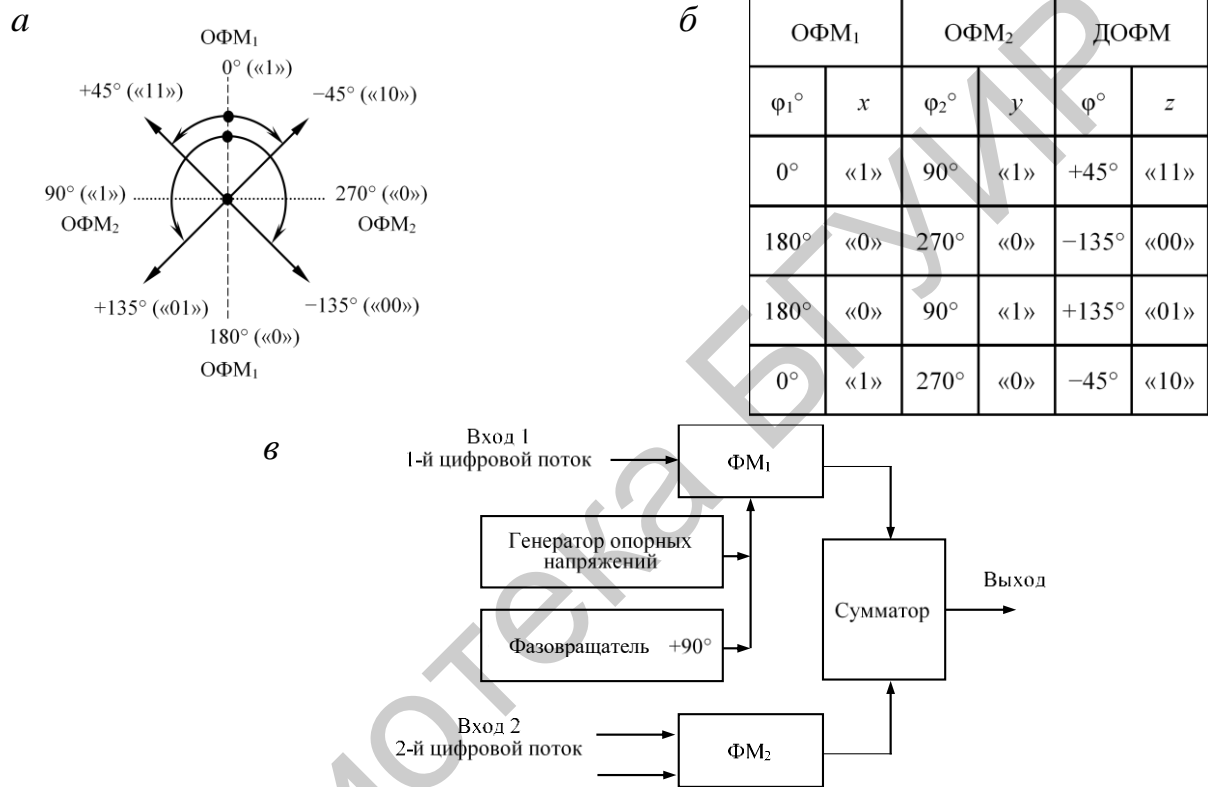 а
ОФМ₁
0° («1»)
+45° («11») −45° («10»)
90° («1») 270° («0»)
ОФМ₂ ОФМ₂
+135° («01») −135° («00»)
180° («0»)
ОФМ₁
б
ОФМ₁ ОФМ₂ ДОФМ
φ₁° x φ₂° y φ° z
0° «1» 90° «1» +45° «11»
180° «0» 270° «0» −135° «00»
180° «0» 90° «1» +135° «01»
0° «1» 270° «0» −45° «10»
в
Вход 1
1-й цифровой поток
ФМ₁
Генератор опорных
напряжений
Фазовращатель +90°
Сумматор
Выход
Вход 2
2-й цифровой поток
ФМ₂
отека БГУИР